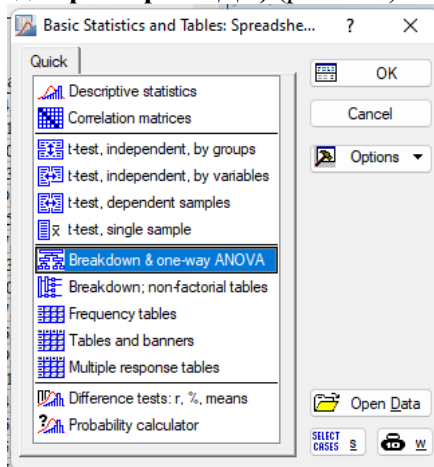 Basic Statistics and Tables: Spreadshe... ? X
Quick
Descriptive statistics
Correlation matrices
t-test, independent, by groups
t-test, independent, by variables
t-test, dependent samples
t-test, single sample
Breakdown & one-way ANOVA
Breakdown; non-factorial tables
Frequency tables
Tables and banners
Multiple response tables
Difference tests: r, %, means
Probability calculator
OK
Cancel
Options
Open Data
SELECT CASES S
W